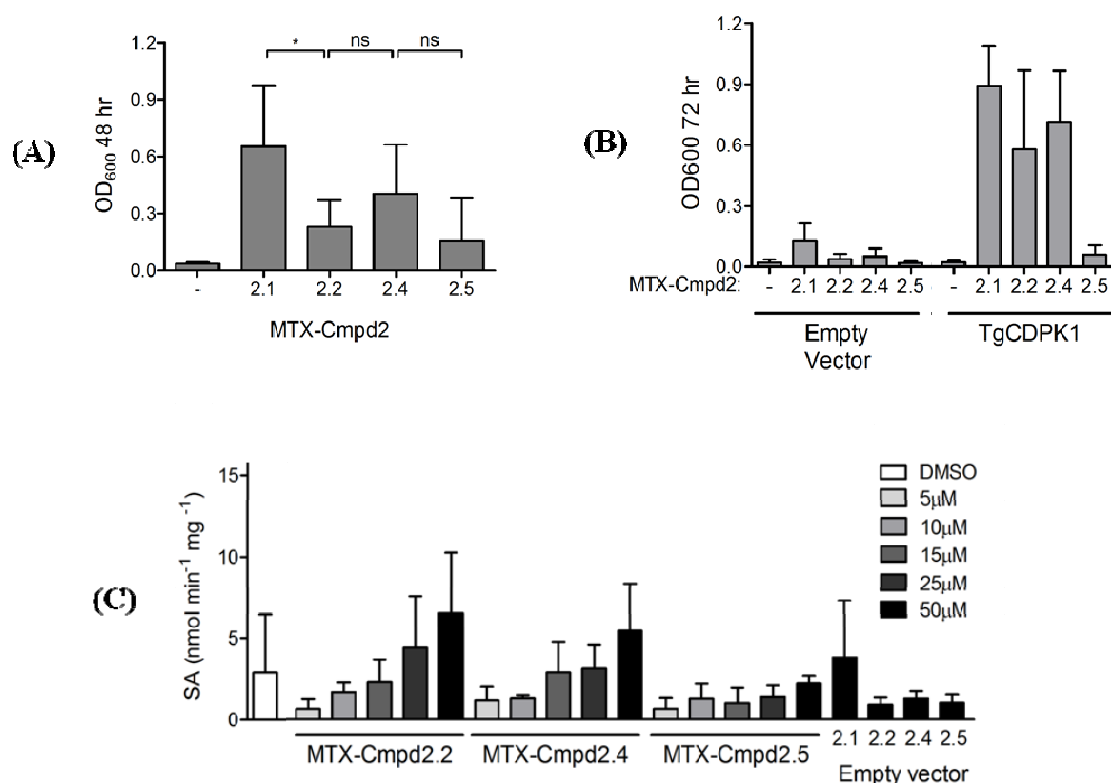 (A)
OD600 48 hr
1.2
0.9
0.6
0.3
0.0
* ns ns
- 2.1 2.2 2.4 2.5
MTX-Cmpd2
(B)
OD600 72 hr
1.2
0.9
0.6
0.3
0.0
MTX-Cmpd2: - 2.1 2.2 2.4 2.5 - 2.1 2.2 2.4 2.5
Empty TgCDPK1
Vector
(C)
SA (nmol min-1 mg -1)
15
10
5
0
DMSO
5µM
10µM
15µM
25µM
50µM
2.1 2.2 2.4 2.5
MTX-Cmpd2.2 MTX-Cmpd2.4 MTX-Cmpd2.5
Empty vector